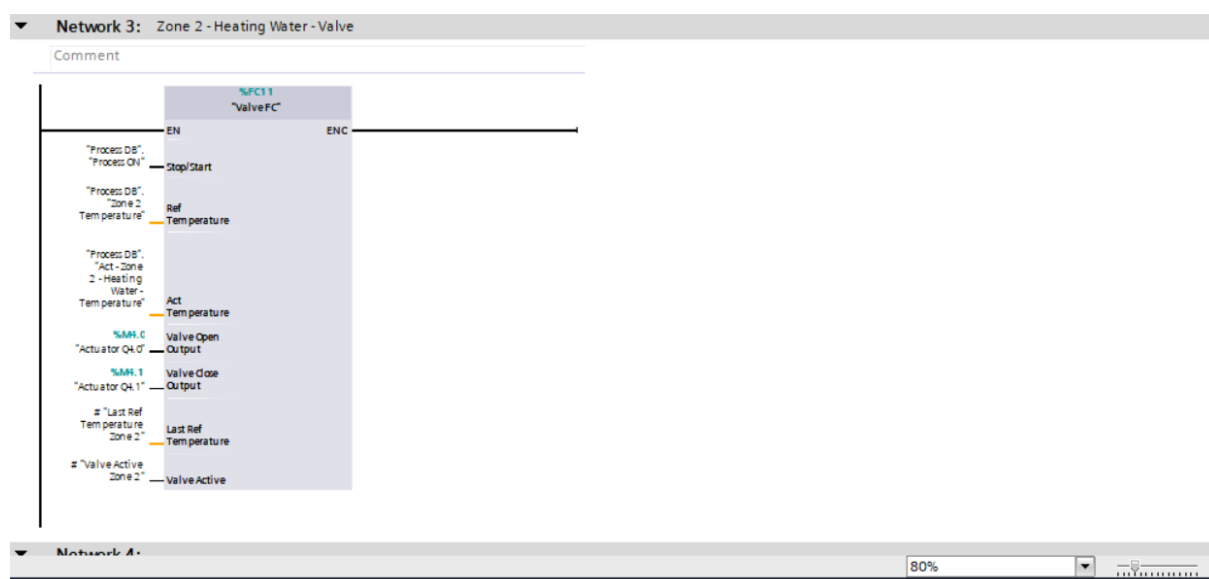 Network 3: Zone 2 - Heating Water - Valve
Comment
%FC11
"ValveFC"
EN ENC
"Process DB".
"Process ON"
Stop/Start
"Process DB".
"Zone 2
Temperature"
Ref
Temperature
"Process DB".
"Act - Zone
2 - Heating
Water -
Temperature"
Act
Temperature
%M4.0
"Actuator Q4.0"
Valve Open
Output
%M4.1
"Actuator Q4.1"
Valve Close
Output
# "Last Ref
Temperature
Zone 2"
Last Ref
Temperature
# "Valve Active
Zone 2"
Valve Active
Network 4:
80%